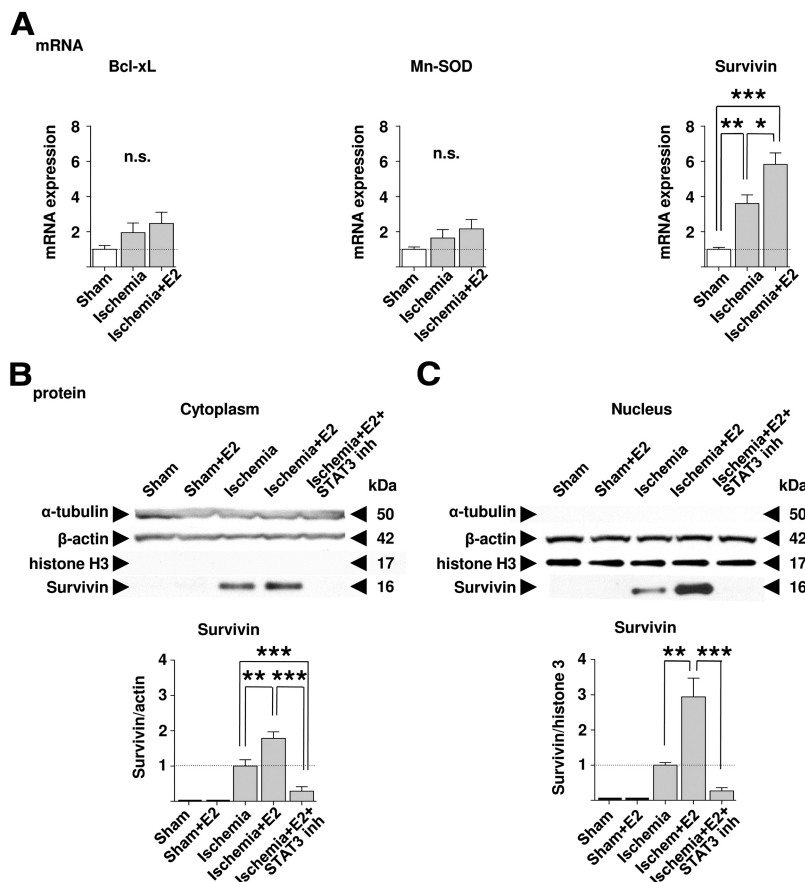 A
mRNA
Bcl-xL
mRNA expression
8
6
4
2
n.s.
Sham
Ischemia
Ischemia+E2
Mn-SOD
mRNA expression
8
6
4
2
n.s.
Sham
Ischemia
Ischemia+E2
Survivin
mRNA expression
8
6
4
2
***
** *
Sham
Ischemia
Ischemia+E2
B
protein
Cytoplasm
Sham
Sham+E2
Ischemia
Ischemia+E2
Ischemia+E2+
STAT3 inh
kDa
α-tubulin 50
β-actin 42
histone H3 17
Survivin 16
Survivin
Survivin/actin
4
3
2
1
***
** ***
Sham
Sham+E2
Ischemia
Ischemia+E2
Ischemia+E2+
STAT3 inh
C
Nucleus
Sham
Sham+E2
Ischemia
Ischemia+E2
Ischemia+E2+
STAT3 inh
kDa
α-tubulin 50
β-actin 42
histone H3 17
Survivin 16
Survivin
Survivin/histone 3
4
3
2
1
** ***
Sham
Sham+E2
Ischemia
Ischem+E2
Ischemia+E2+
STAT3 inh